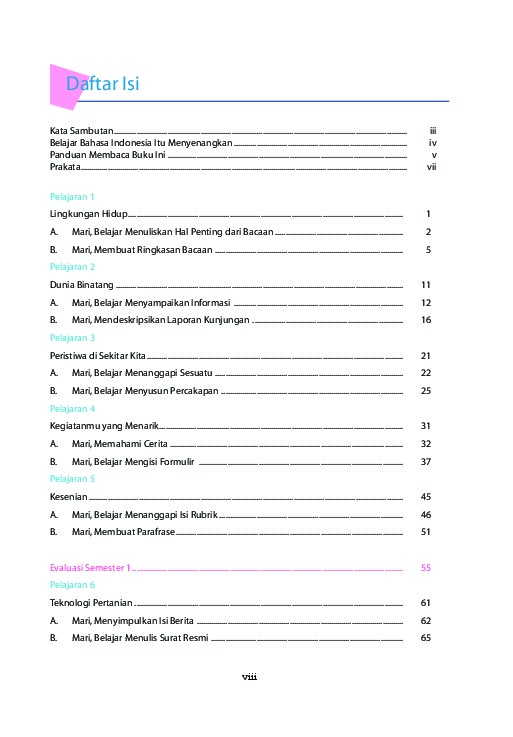 Daftar Isi
Kata Sambutan ........ iii
Belajar Bahasa Indonesia Itu Menyenangkan ........ iv
Panduan Membaca Buku Ini ........ v
Prakata ........ vii
Pelajaran 1
Lingkungan Hidup ........ 1
A. Mari, Belajar Menuliskan Hal Penting dari Bacaan ........ 2
B. Mari, Membuat Ringkasan Bacaan ........ 5
Pelajaran 2
Dunia Binatang ........ 11
A. Mari, Belajar Menyampaikan Informasi ........ 12
B. Mari, Mendeskripsikan Laporan Kunjungan ........ 16
Pelajaran 3
Peristiwa di Sekitar Kita ........ 21
A. Mari, Belajar Menanggapi Sesuatu ........ 22
B. Mari, Belajar Menyusun Percakapan ........ 25
Pelajaran 4
Kegiatanmu yang Menarik ........ 31
A. Mari, Memahami Cerita ........ 32
B. Mari, Belajar Mengisi Formulir ........ 37
Pelajaran 5
Kesenian ........ 45
A. Mari, Belajar Menanggapi Isi Rubrik ........ 46
B. Mari, Membuat Parafrase ........ 51
Evaluasi Semester 1 ........ 55
Pelajaran 6
Teknologi Pertanian ........ 61
A. Mari, Menyimpulkan Isi Berita ........ 62
B. Mari, Belajar Menulis Surat Resmi ........ 65
viii